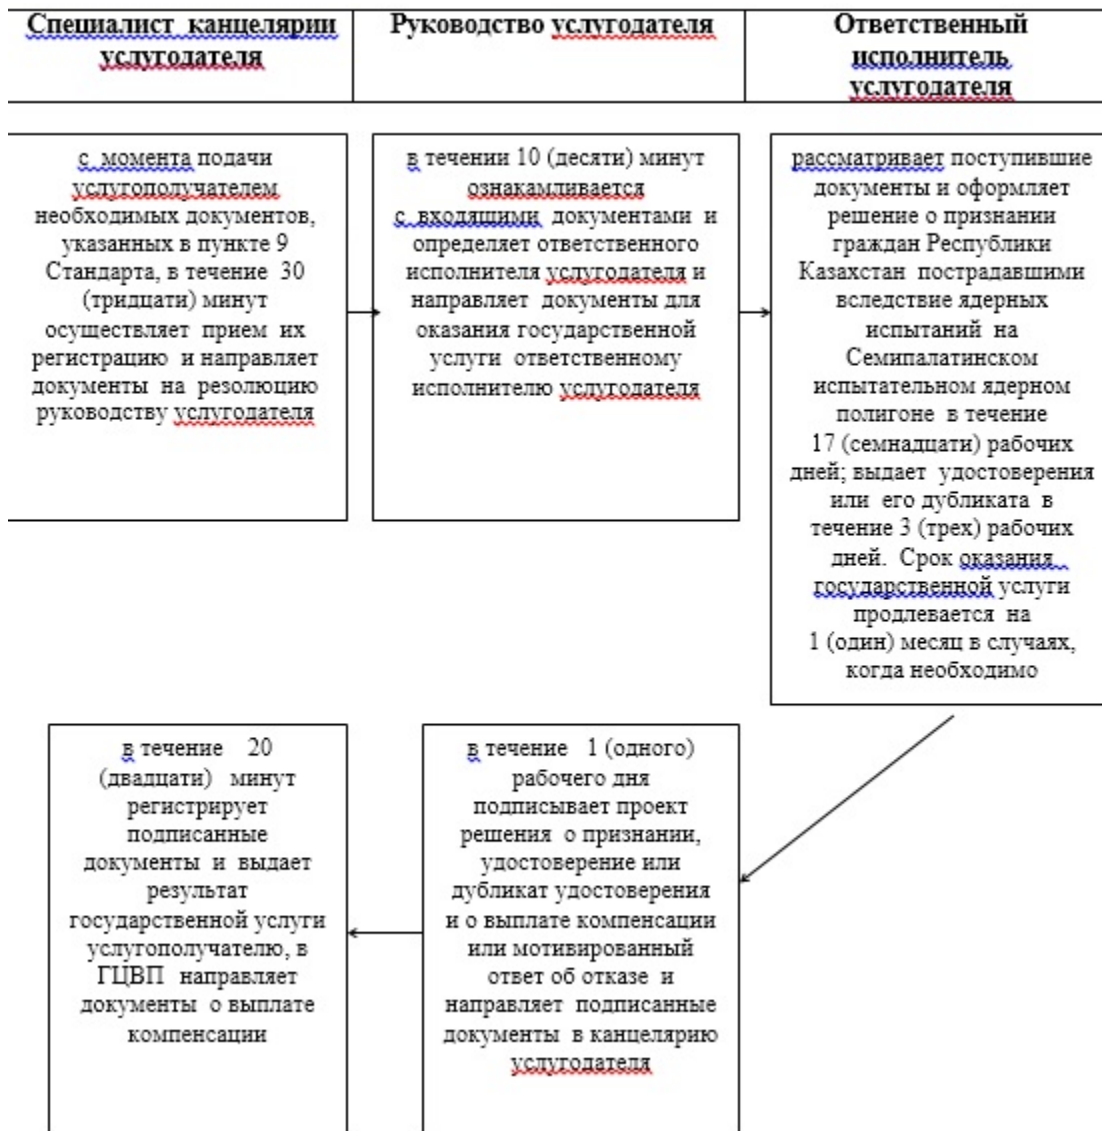 Специалист канцелярии
услугодателя
Руководство услугодателя
Ответственный
исполнитель
услугодателя
с момента подачи
услугополучателем
необходимых документов,
указанных в пункте 9
Стандарта, в течение 30
(тридцати) минут
осуществляет прием их
регистрацию и направляет
документы на резолюцию
руководству услугодателя
в течении 10 (десяти) минут
ознакамливается
с входящими документами и
определяет ответственного
исполнителя услугодателя и
направляет документы для
оказания государственной
услуги ответственному
исполнителю услугодателя
рассматривает поступившие
документы и оформляет
решение о признании
граждан Республики
Казахстан пострадавшими
вследствие ядерных
испытаний на
Семипалатинском
испытательном ядерном
полигоне в течение
17 (семнадцати) рабочих
дней; выдает удостоверения
или его дубликата в
течение 3 (трех) рабочих
дней. Срок оказания
государственной услуги
продлевается на
1 (один) месяц в случаях,
когда необходимо
в течение 1 (одного)
рабочего дня
подписывает проект
решения о признании,
удостоверение или
дубликат удостоверения
и о выплате компенсации
или мотивированный
ответ об отказе и
направляет подписанные
документы в канцелярию
услугодателя
в течение 20
(двадцати) минут
регистрирует
подписанные
документы и выдает
результат
государственной услуги
услугополучателю, в
ГЦВП направляет
документы о выплате
компенсации